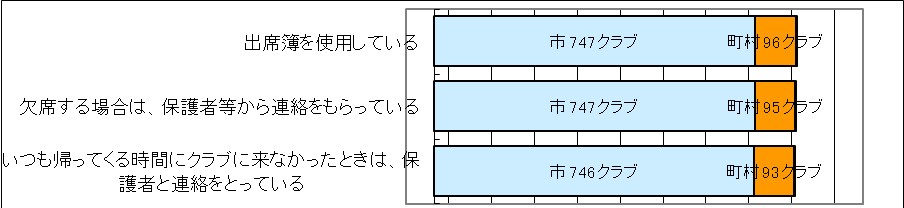 出席簿を使用している
市747クラブ
町村96クラブ
欠席する場合は、保護者等から連絡をもらっている
市747クラブ
町村95クラブ
いつも帰ってくる時間にクラブに来なかったときは、保
護者と連絡をとっている
市746クラブ
町村93クラブ